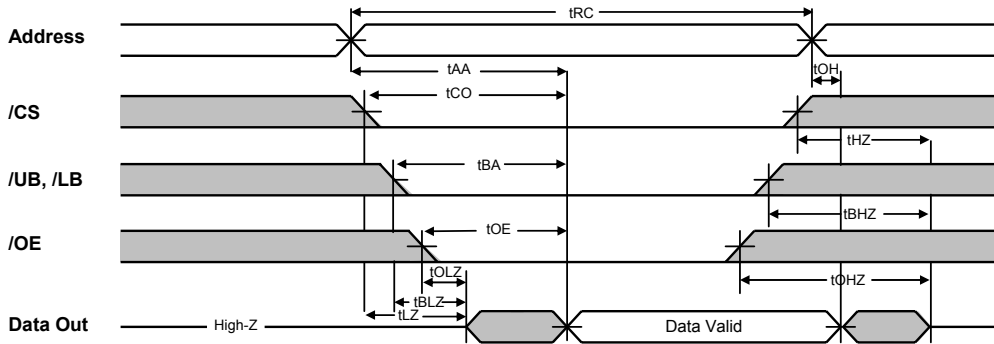 tRC
Address
tOH
tAA
tCO
/CS
tHZ
tBA
/UB, /LB
tBHZ
tOE
/OE
tOLZ
tOHZ
tBLZ
tLZ
Data Out
High-Z
Data Valid